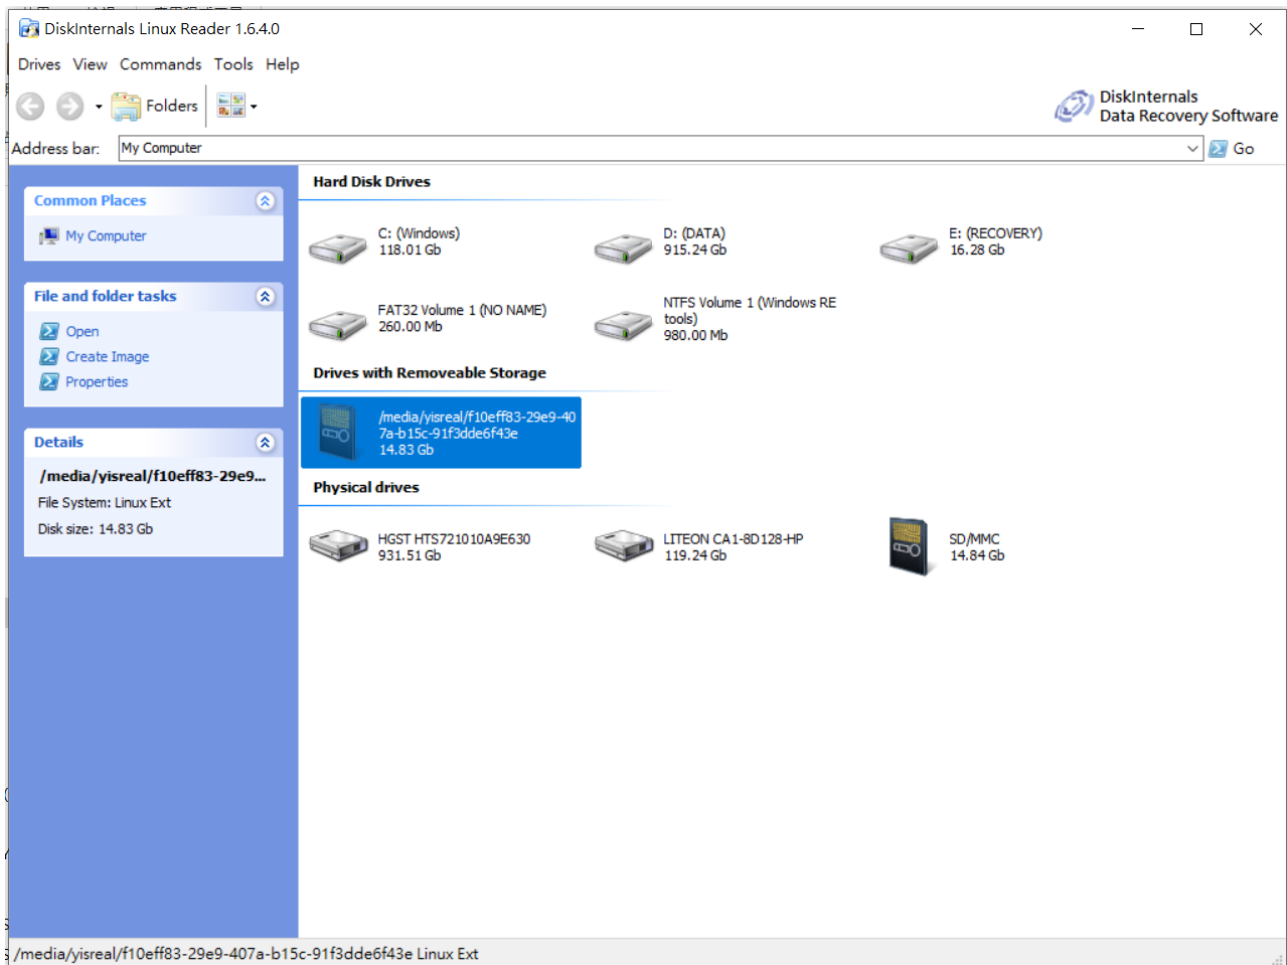 DiskInternals Linux Reader 1.6.4.0
Drives View Commands Tools Help
Folders
DiskInternals
Data Recovery Software
Address bar: My Computer
Go
Common Places
My Computer
File and folder tasks
Open
Create Image
Properties
Details
/media/yisreal/f10eff83-29e9...
File System: Linux Ext
Disk size: 14.83 Gb
Hard Disk Drives
C: (Windows)
118.01 Gb
D: (DATA)
915.24 Gb
E: (RECOVERY)
16.28 Gb
FAT32 Volume 1 (NO NAME)
260.00 Mb
NTFS Volume 1 (Windows RE
tools)
980.00 Mb
Drives with Removeable Storage
/media/yisreal/f10eff83-29e9-40
7a-b15c-91f3dde6f43e
14.83 Gb
Physical drives
HGST HTS721010A9E630
931.51 Gb
LITEON CA1-8D128-HP
119.24 Gb
SD/MMC
14.84 Gb
/media/yisreal/f10eff83-29e9-407a-b15c-91f3dde6f43e Linux Ext